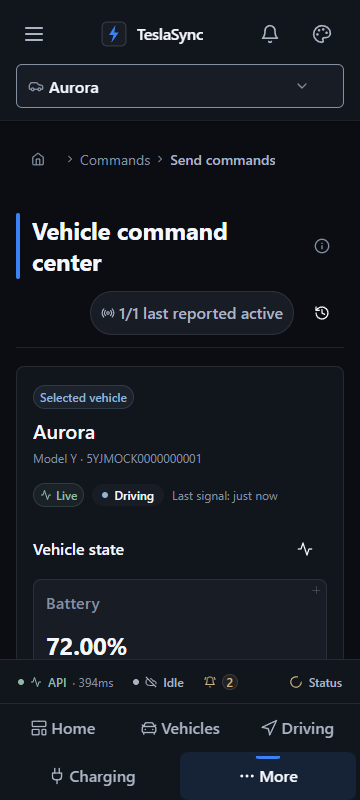 TeslaSync
Aurora
Commands Send commands
Vehicle command
center
1/1 last reported active
Selected vehicle
Aurora
Model Y · 5YJMOCK0000000001
Live Driving Last signal: just now
Vehicle state
Battery
72.00%
API · 394ms Idle 2 Status
Home Vehicles Driving
Charging More